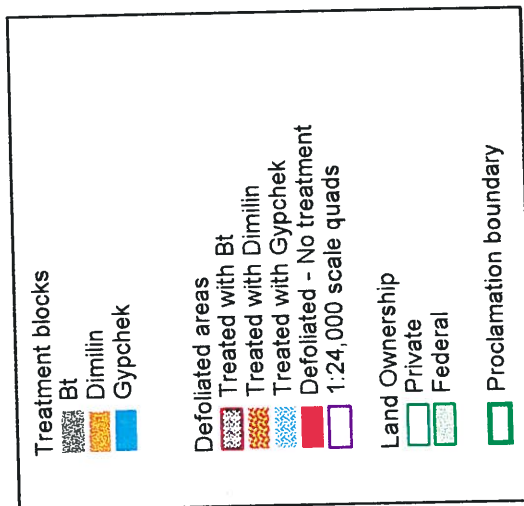 Treatment blocks
Bt
Dimilin
Gypchek
Defoliated areas
Treated with Bt
Treated with Dimilin
Treated with Gypchek
Defoliated - No treatment
1:24,000 scale quads
Land Ownership
Private
Federal
Proclamation boundary